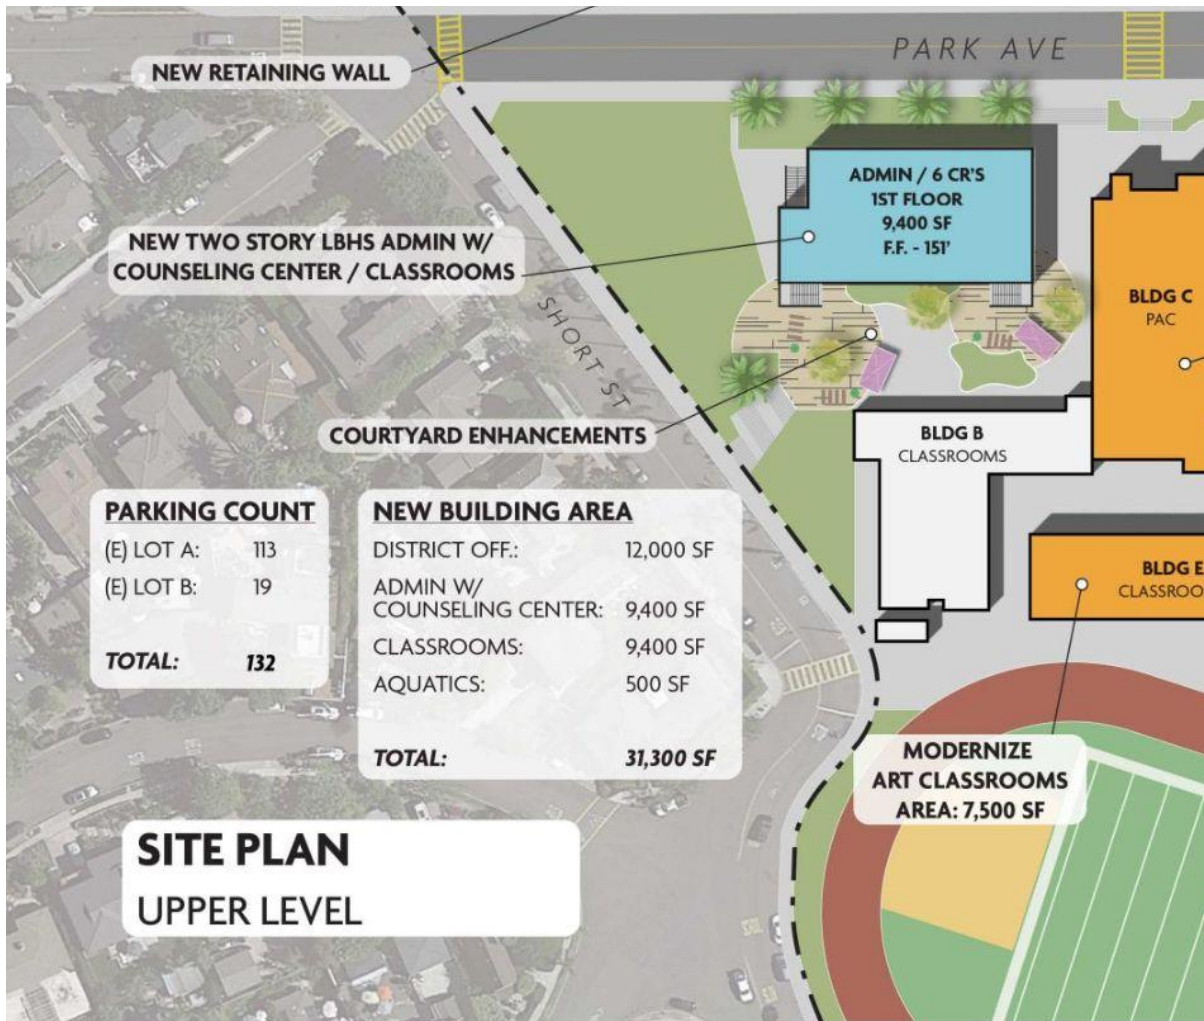 PARK AVE
NEW RETAINING WALL
ADMIN / 6 CR'S
1ST FLOOR
9,400 SF
F.F. - 151'
NEW TWO STORY LBHS ADMIN W/
COUNSELING CENTER / CLASSROOMS
BLDG C
PAC
SHORT ST
COURTYARD ENHANCEMENTS
BLDG B
CLASSROOMS
PARKING COUNT
(E) LOT A: 113
(E) LOT B: 19
TOTAL: 132
NEW BUILDING AREA
DISTRICT OFF.: 12,000 SF
ADMIN W/
COUNSELING CENTER: 9,400 SF
CLASSROOMS: 9,400 SF
AQUATICS: 500 SF
TOTAL: 31,300 SF
BLDG E
CLASSROO
MODERNIZE
ART CLASSROOMS
AREA: 7,500 SF
SITE PLAN
UPPER LEVEL